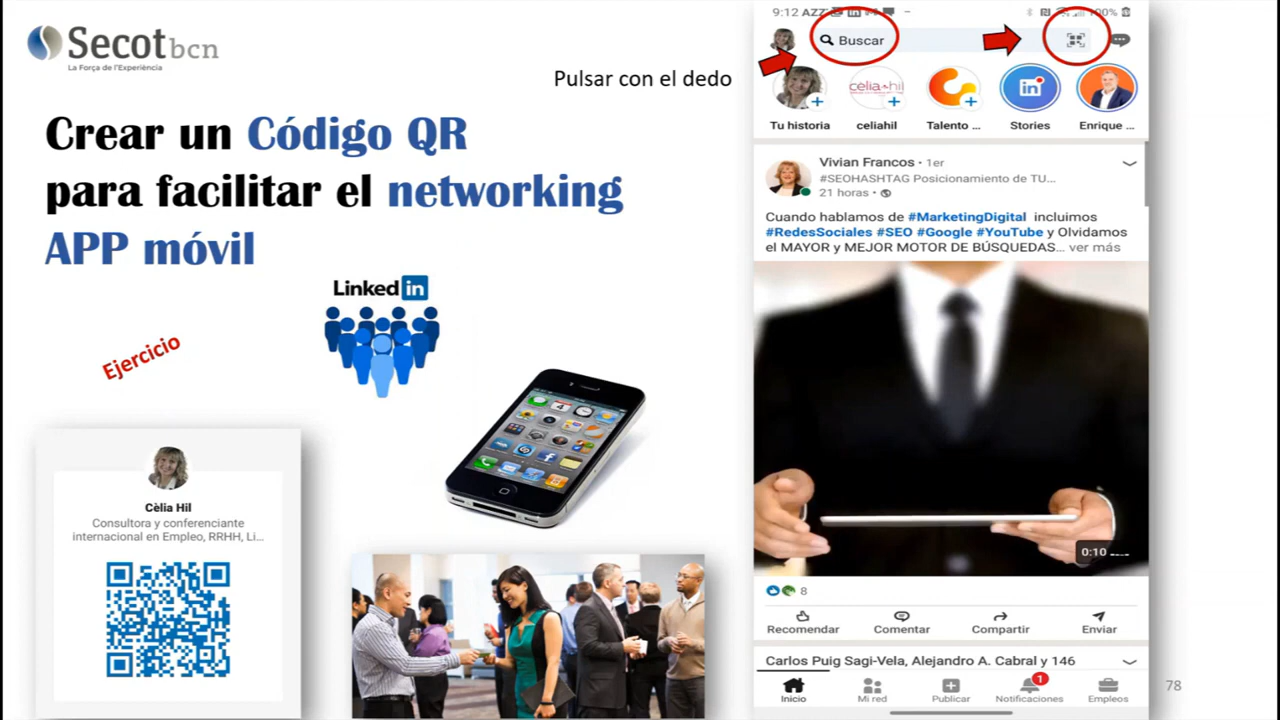 Secot bcn
La Força de l'Experiència
Pulsar con el dedo
Crear un Código QR
para facilitar el networking
APP móvil
Linked in
Ejercicio
Cèlia Hil
Consultora y conferenciante
internacional en Empleo, RRHH, Li...
9:12
100%
Buscar
Tu historia
celiahil
Talento ...
Stories
Enrique ...
Vivian Francos • 1er
#SEOHASHTAG Posicionamiento de TU...
21 horas •
Cuando hablamos de #MarketingDigital incluimos
#RedesSociales #SEO #Google #YouTube y Olvidamos
el MAYOR y MEJOR MOTOR DE BÚSQUEDAS... ver más
0:10
8
Recomendar
Comentar
Compartir
Enviar
Carlos Puig Sagi-Vela, Alejandro A. Cabral y 146
1
Inicio
Mi red
Publicar
Notificaciones
Empleos
78